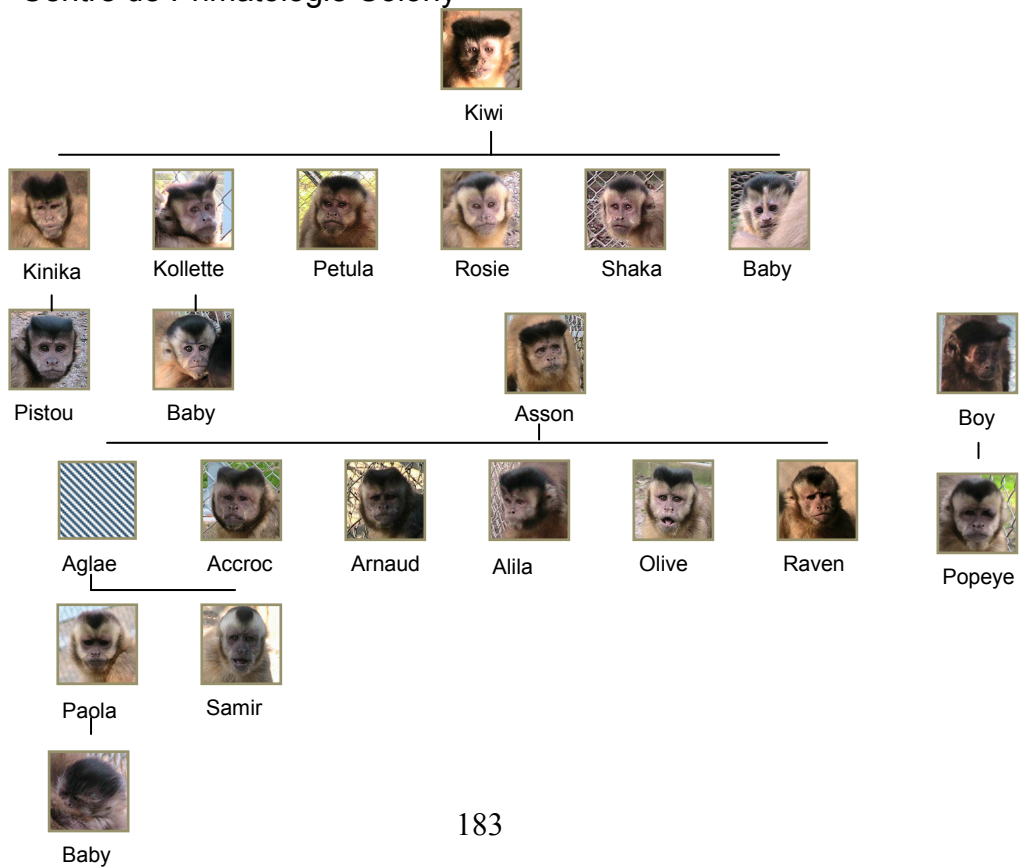 Centre de Primatologie Colony
Kiwi
Kinika Kollette Petula Rosie Shaka Baby
Pistou Baby Asson Boy
Aglae Accroc Arnaud Alila Olive Raven Popeye
Paola Samir
Baby
183